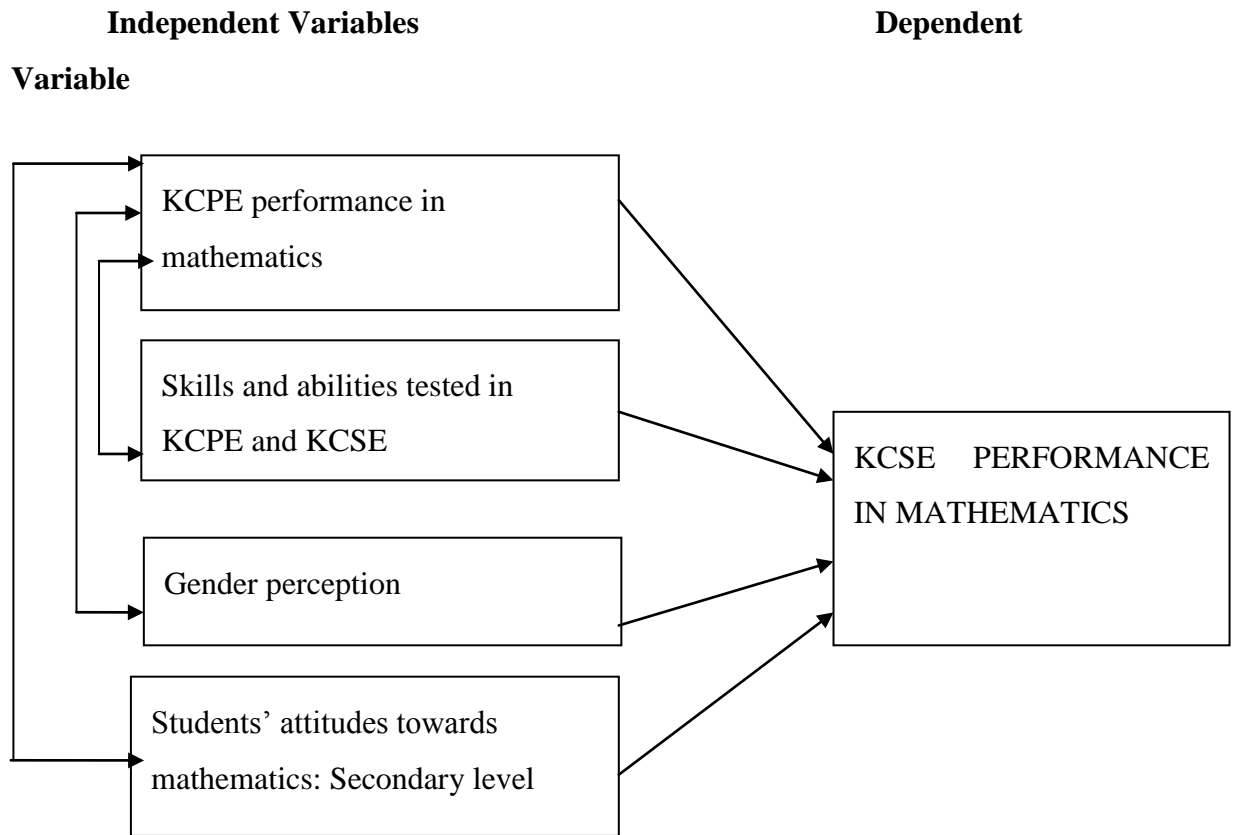 Independent Variables Dependent
Variable
KCPE performance in
mathematics
Skills and abilities tested in
KCPE and KCSE
Gender perception
Students’ attitudes towards
mathematics: Secondary level
KCSE PERFORMANCE
IN MATHEMATICS